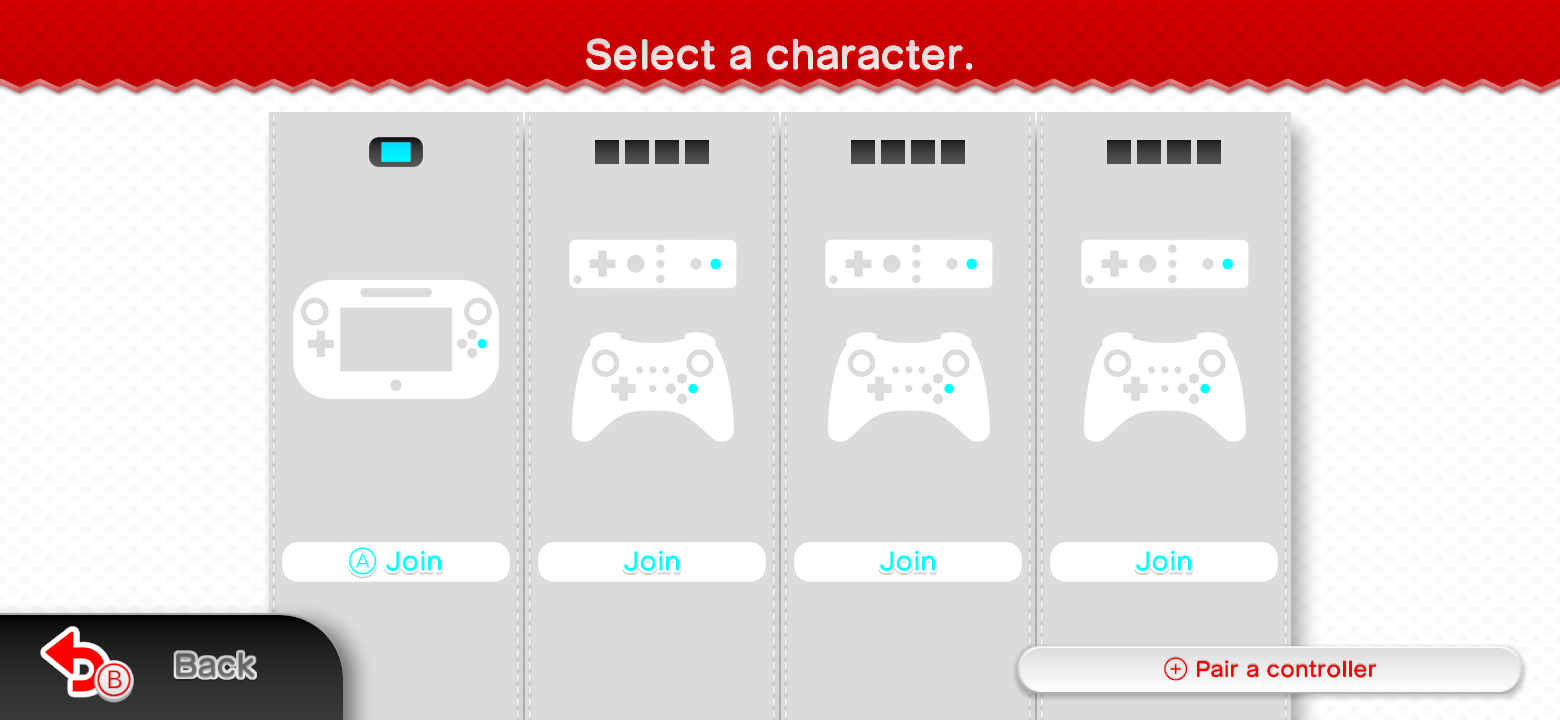 Select a character.
A Join
Join
Join
Join
B Back
+ Pair a controller